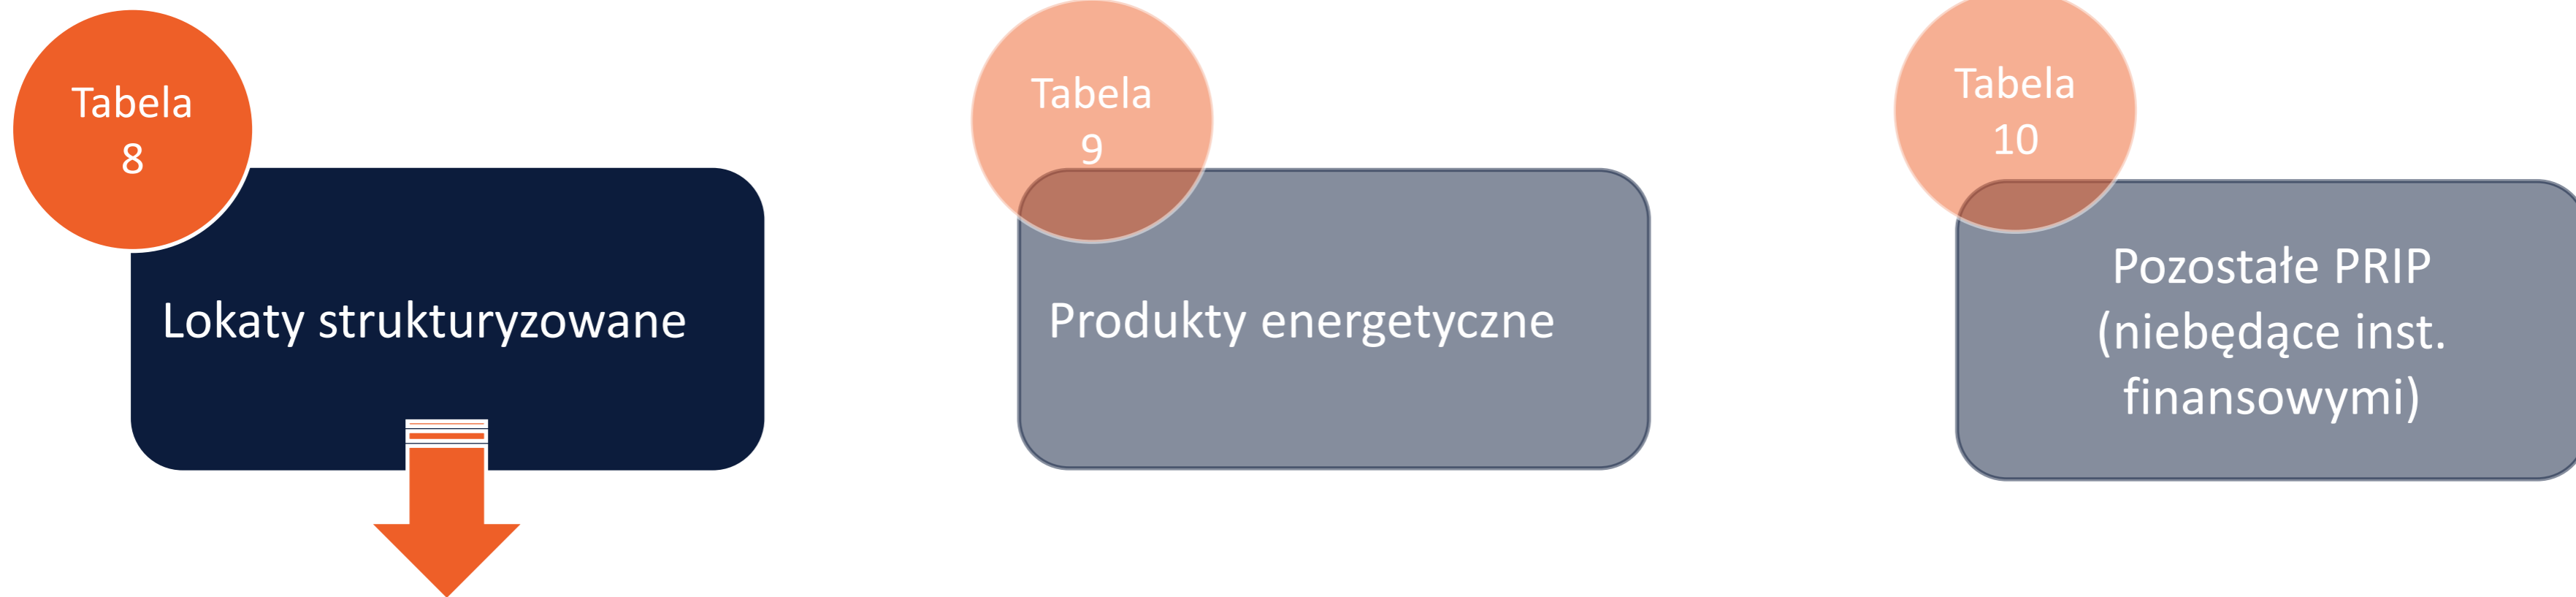 Tabela
8
Lokaty strukturyzowane
Tabela
9
Produkty energetyczne
Tabela
10
Pozostałe PRIP
(niebędące inst.
finansowymi)